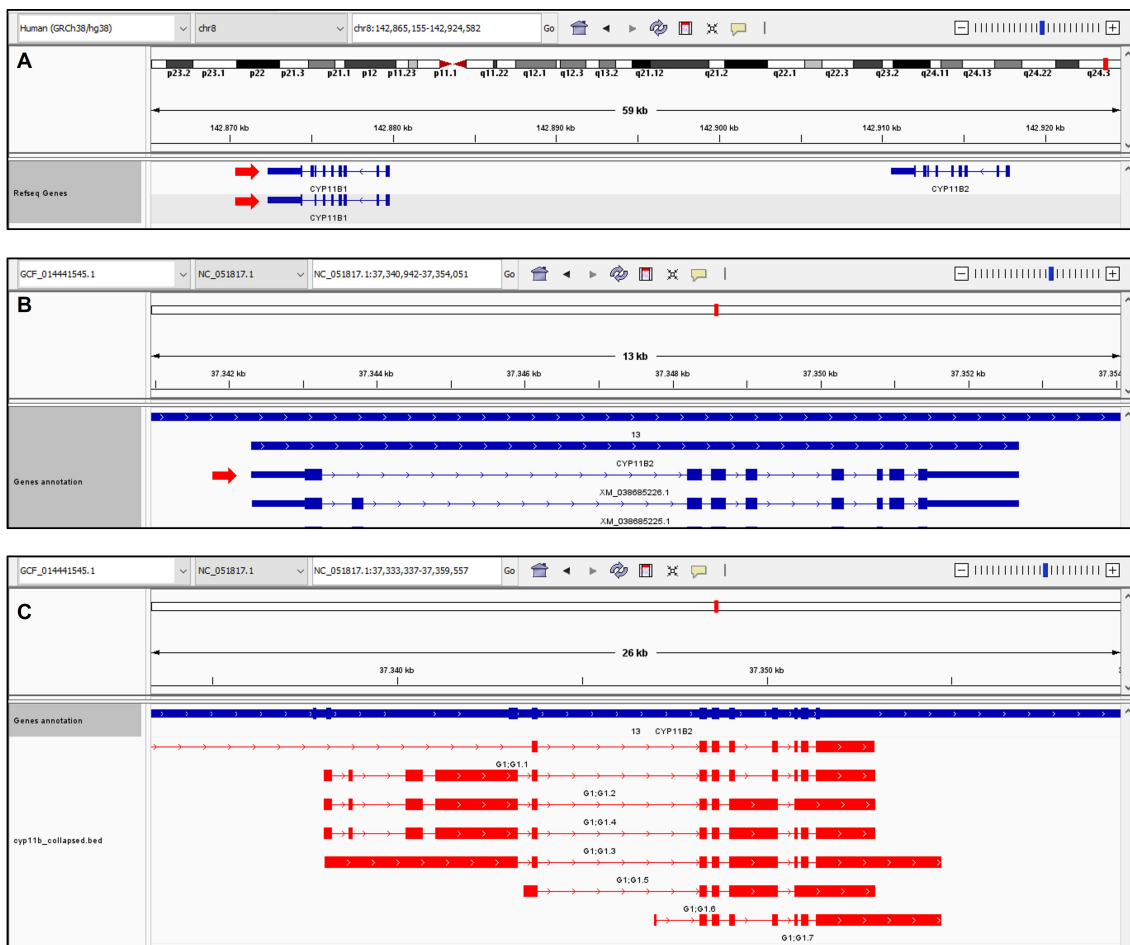 Human (GRCh38/hg38) chr8 chr8:142,865,155-142,924,582 Go
A
p23.2 p23.1 p22 p21.3 p21.1 p12 p11.23 p11.1 q11.22 q12.1 q12.3 q13.2 q21.12 q21.2 q22.1 q22.3 q23.2 q24.11 q24.13 q24.22 q24.3
59 kb
142.870 kb 142.880 kb 142.890 kb 142.900 kb 142.910 kb 142.920 kb
Refseq Genes
CYP11B1 CYP11B2
CYP11B1
GCF_014441545.1 NC_051817.1 NC_051817.1:37,340,942-37,354,051 Go
B
13 kb
37.342 kb 37.344 kb 37.346 kb 37.348 kb 37.350 kb 37.352 kb 37.354
13
CYP11B2
Genes annotation
XM_038685226.1
XM_038685225.1
GCF_014441545.1 NC_051817.1 NC_051817.1:37,333,337-37,359,557 Go
C
26 kb
37.340 kb 37.350 kb
Genes annotation
13 CYP11B2
G1;G1.1
G1;G1.2
G1;G1.4
cyp11b_collapsed.bed
G1;G1.3
G1;G1.5
G1;G1.6
G1;G1.7